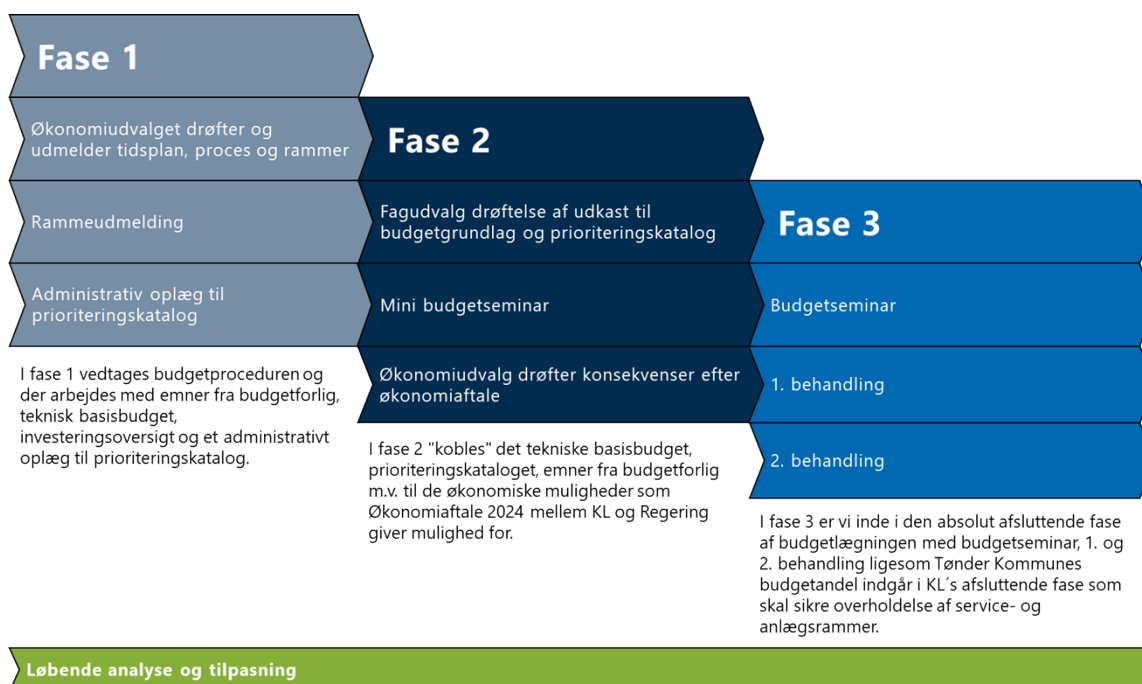 Fase 1
Økonomiudvalget drøfter og
udmelder tidsplan, proces og rammer
Rammeudmelding
Administrativ oplæg til
prioriteringskatalog
I fase 1 vedtages budgetproceduren og
der arbejdes med emner fra budgetforlig,
teknisk basisbudget,
investeringsoversigt og et administrativt
oplæg til prioriteringskatalog.
Fase 2
Fagudvalg drøftelse af udkast til
budgetgrundlag og prioriteringskatalog
Mini budgetseminar
Økonomiudvalg drøfter konsekvenser efter
økonomiaftale
I fase 2 "kobles" det tekniske basisbudget,
prioriteringskataloget, emner fra budgetforlig
m.v. til de økonomiske muligheder som
Økonomiaftale 2024 mellem KL og Regering
giver mulighed for.
Fase 3
Budgetseminar
1. behandling
2. behandling
I fase 3 er vi inde i den absolut afsluttende fase
af budgetlægningen med budgetseminar, 1. og
2. behandling ligesom Tønder Kommunes
budgetandel indgår i KL´s afsluttende fase som
skal sikre overholdelse af service- og
anlægsrammer.
Løbende analyse og tilpasning